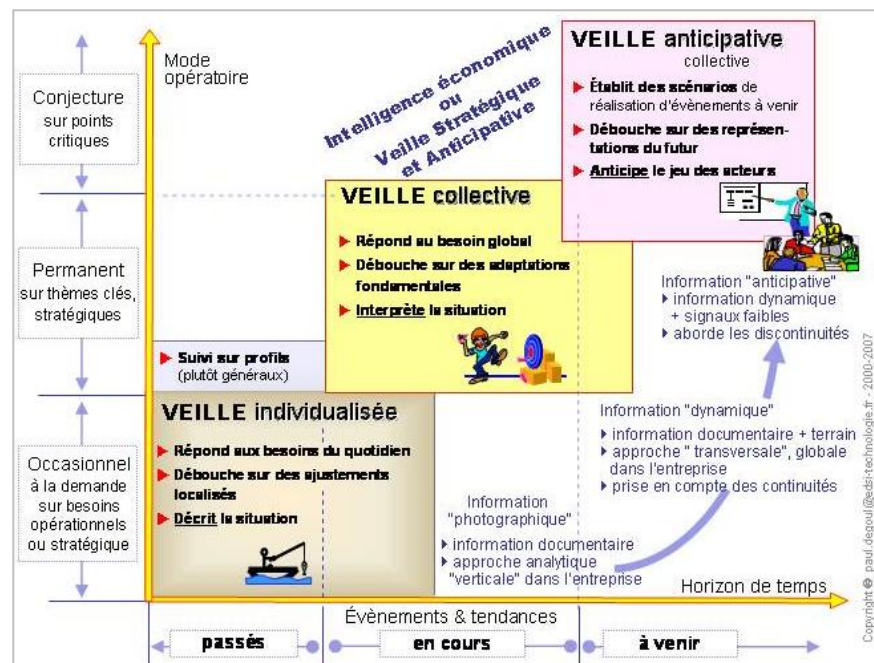 Mode
opératoire
Conjecture
sur points
critiques
Permanent
sur thèmes clés,
stratégiques
Occasionnel
à la demande
sur besoins
opérationnels
ou stratégique
Intelligence économique
ou
Veille Stratégique
et Anticipative
VEILLE anticipative
collective
Établit des scénarios de
réalisation d'évènements à venir
Débouche sur des représen-
tations du futur
Anticipe le jeu des acteurs
VEILLE collective
Répond au besoin global
Débouche sur des adaptations
fondamentales
Interprète la situation
Suivi sur profits
(plutôt généraux)
VEILLE individualisée
Répond aux besoins du quotidien
Débouche sur des ajustements
localisés
Décrit la situation
Information "anticipative"
information dynamique
+ signaux faibles
aborde les discontinuités
Information "dynamique"
information documentaire + terrain
approche " transversale", globale
dans l'entreprise
prise en compte des continuités
Information
"photographique"
information documentaire
approche analytique
"verticale" dans l'entreprise
Horizon de temps
Évènements & tendances
passés
en cours
à venir
Copyright @ paul.degoul@edsi-technologie.fr - 2000-2007